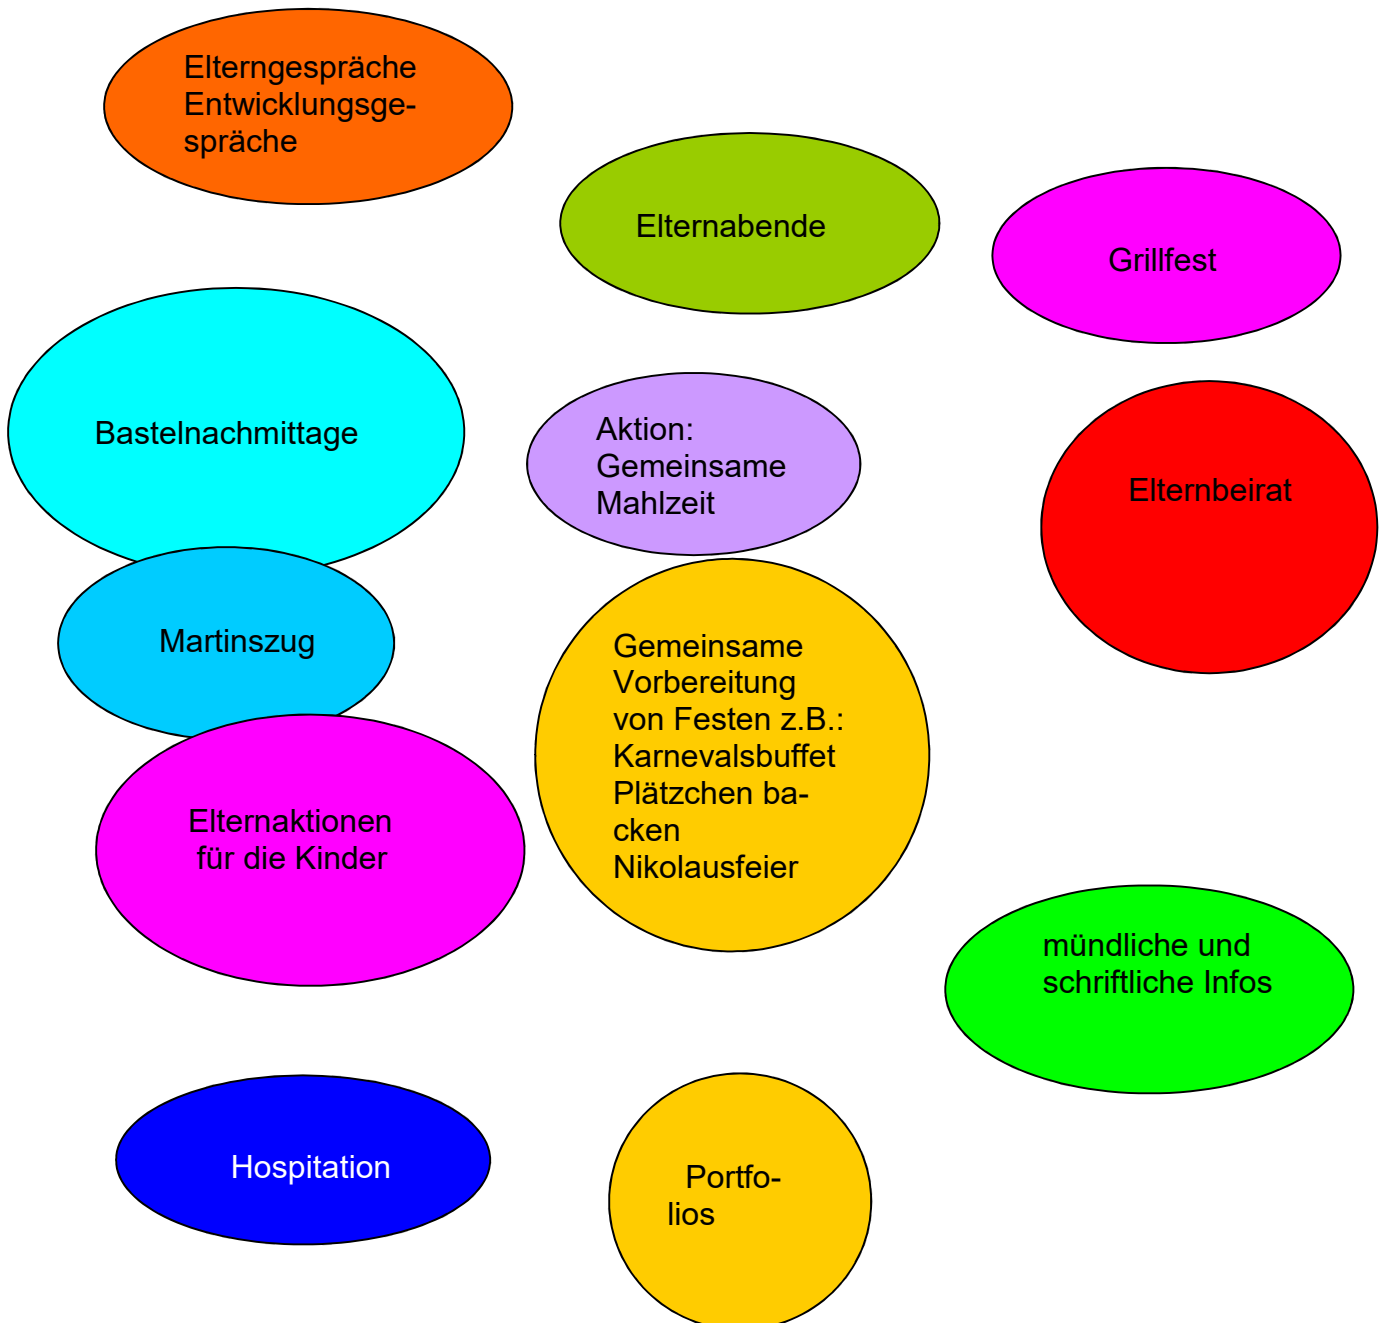 Elterngespräche
Entwicklungsge-
spräche
Elternabende
Grillfest
Bastelnachmittage
Aktion:
Gemeinsame
Mahlzeit
Elternbeirat
Martinszug
Gemeinsame
Vorbereitung
von Festen z.B.:
Karnevalsbuffet
Plätzchen ba-
cken
Nikolausfeier
Elternaktionen
für die Kinder
mündliche und
schriftliche Infos
Hospitation
Portfo-
lios